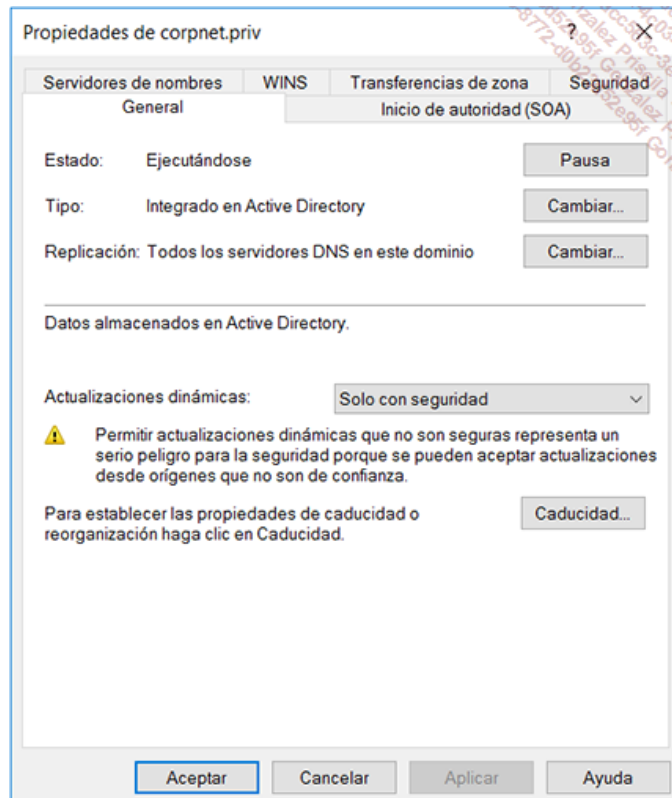 Propiedades de corpnet.priv
?
Servidores de nombres
WINS
Transferencias de zona
Seguridad
General
Inicio de autoridad (SOA)
Estado:
Ejecutándose
Pausa
Tipo:
Integrado en Active Directory
Cambiar...
Replicación:
Todos los servidores DNS en este dominio
Cambiar...
Datos almacenados en Active Directory.
Actualizaciones dinámicas:
Solo con seguridad
Permitir actualizaciones dinámicas que no son seguras representa un
serio peligro para la seguridad porque se pueden aceptar actualizaciones
desde orígenes que no son de confianza.
Para establecer las propiedades de caducidad o
reorganización haga clic en Caducidad.
Caducidad...
Aceptar
Cancelar
Aplicar
Ayuda